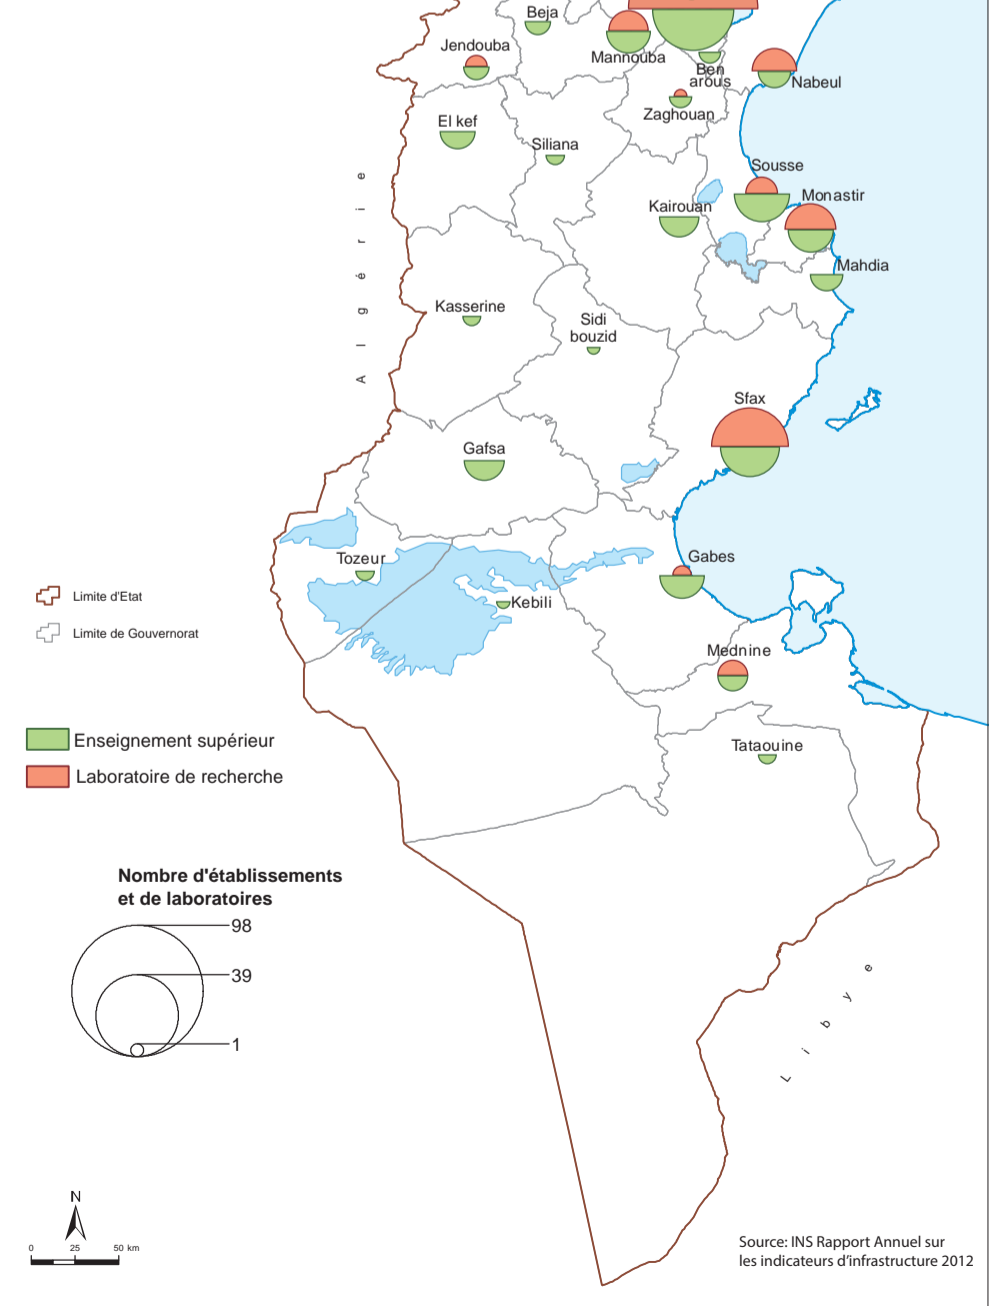 Beja
Jendouba
Mannouba
Ben
arous
Nabeul
Zaghouan
El kef
Siliana
Sousse
Monastir
Kairouan
Mahdia
Algérie
Kasserine
Sidi
bouzid
Sfax
Gafsa
Tozeur
Gabes
Kebili
Mednine
Tataouine
Limite d'Etat
Limite de Gouvernorat
Enseignement supérieur
Laboratoire de recherche
Nombre d'établissements
et de laboratoires
98
39
1
Libye
N
0 25 50 km
Source: INS Rapport Annuel sur
les indicateurs d’infrastructure 2012